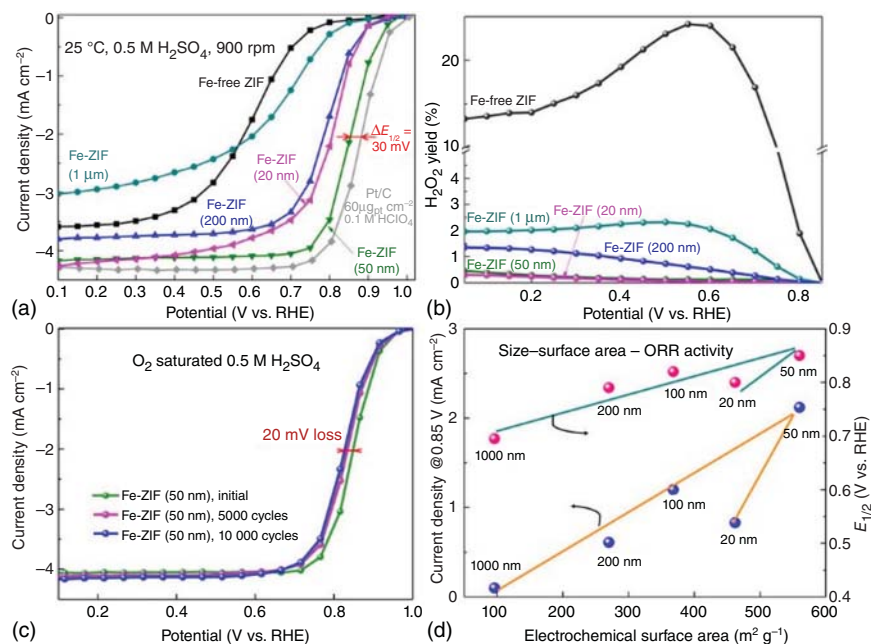 (a)
25 °C, 0.5 M H2SO4, 900 rpm
Fe-free ZIF
Fe-ZIF
(1 μm)
Fe-ZIF
(200 nm)
Fe-ZIF
(20 nm)
ΔE1/2 =
30 mV
Pt/C
60μgpt cm−2
0.1 M HClO4
Fe-ZIF
(50 nm)
Current density (mA cm−2)
0
−1
−2
−3
−4
0.1 0.2 0.3 0.4 0.5 0.6 0.7 0.8 0.9 1.0
Potential (V vs. RHE)
(b)
H2O2 yield (%)
20
10
5
4
3
2
1
0
Fe-free ZIF
Fe-ZIF (1 μm)
Fe-ZIF (20 nm)
Fe-ZIF (200 nm)
Fe-ZIF (50 nm)
0.2 0.4 0.6 0.8
Potential (V vs. RHE)
(c)
O2 saturated 0.5 M H2SO4
20 mV loss
Fe-ZIF (50 nm), initial
Fe-ZIF (50 nm), 5000 cycles
Fe-ZIF (50 nm), 10 000 cycles
Current density (mA cm−2)
0
−1
−2
−3
−4
0.2 0.4 0.6 0.8 1.0
Potential (V vs. RHE)
(d)
Size–surface area – ORR activity
1000 nm
200 nm
100 nm
20 nm
50 nm
1000 nm
200 nm
100 nm
20 nm
50 nm
Current density @0.85 V (mA cm−2)
3
2
1
0
E1/2 (V vs. RHE)
0.9
0.8
0.7
0.6
0.5
0.4
100 200 300 400 500 600
Electrochemical surface area (m2 g−1)